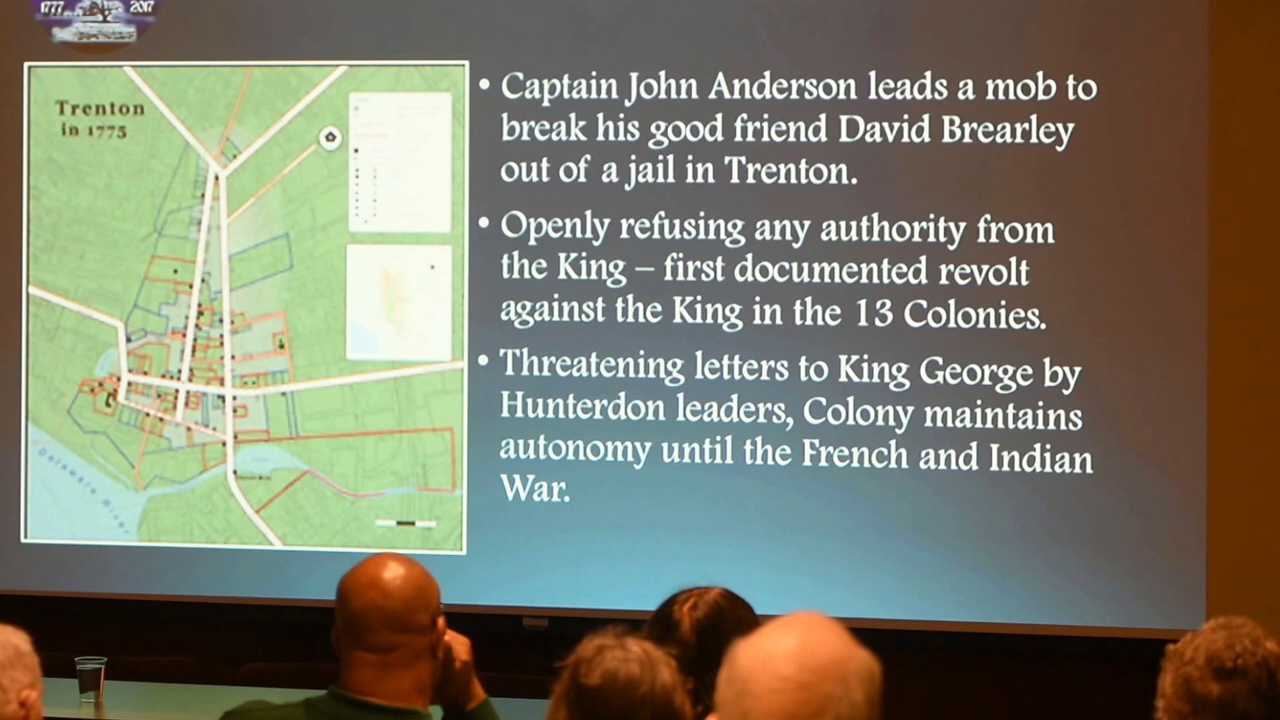 1777 2017
Trenton
in 1775
Delaware River
• Captain John Anderson leads a mob to
break his good friend David Brearley
out of a jail in Trenton.
• Openly refusing any authority from
the King – first documented revolt
against the King in the 13 Colonies.
• Threatening letters to King George by
Hunterdon leaders, Colony maintains
autonomy until the French and Indian
War.